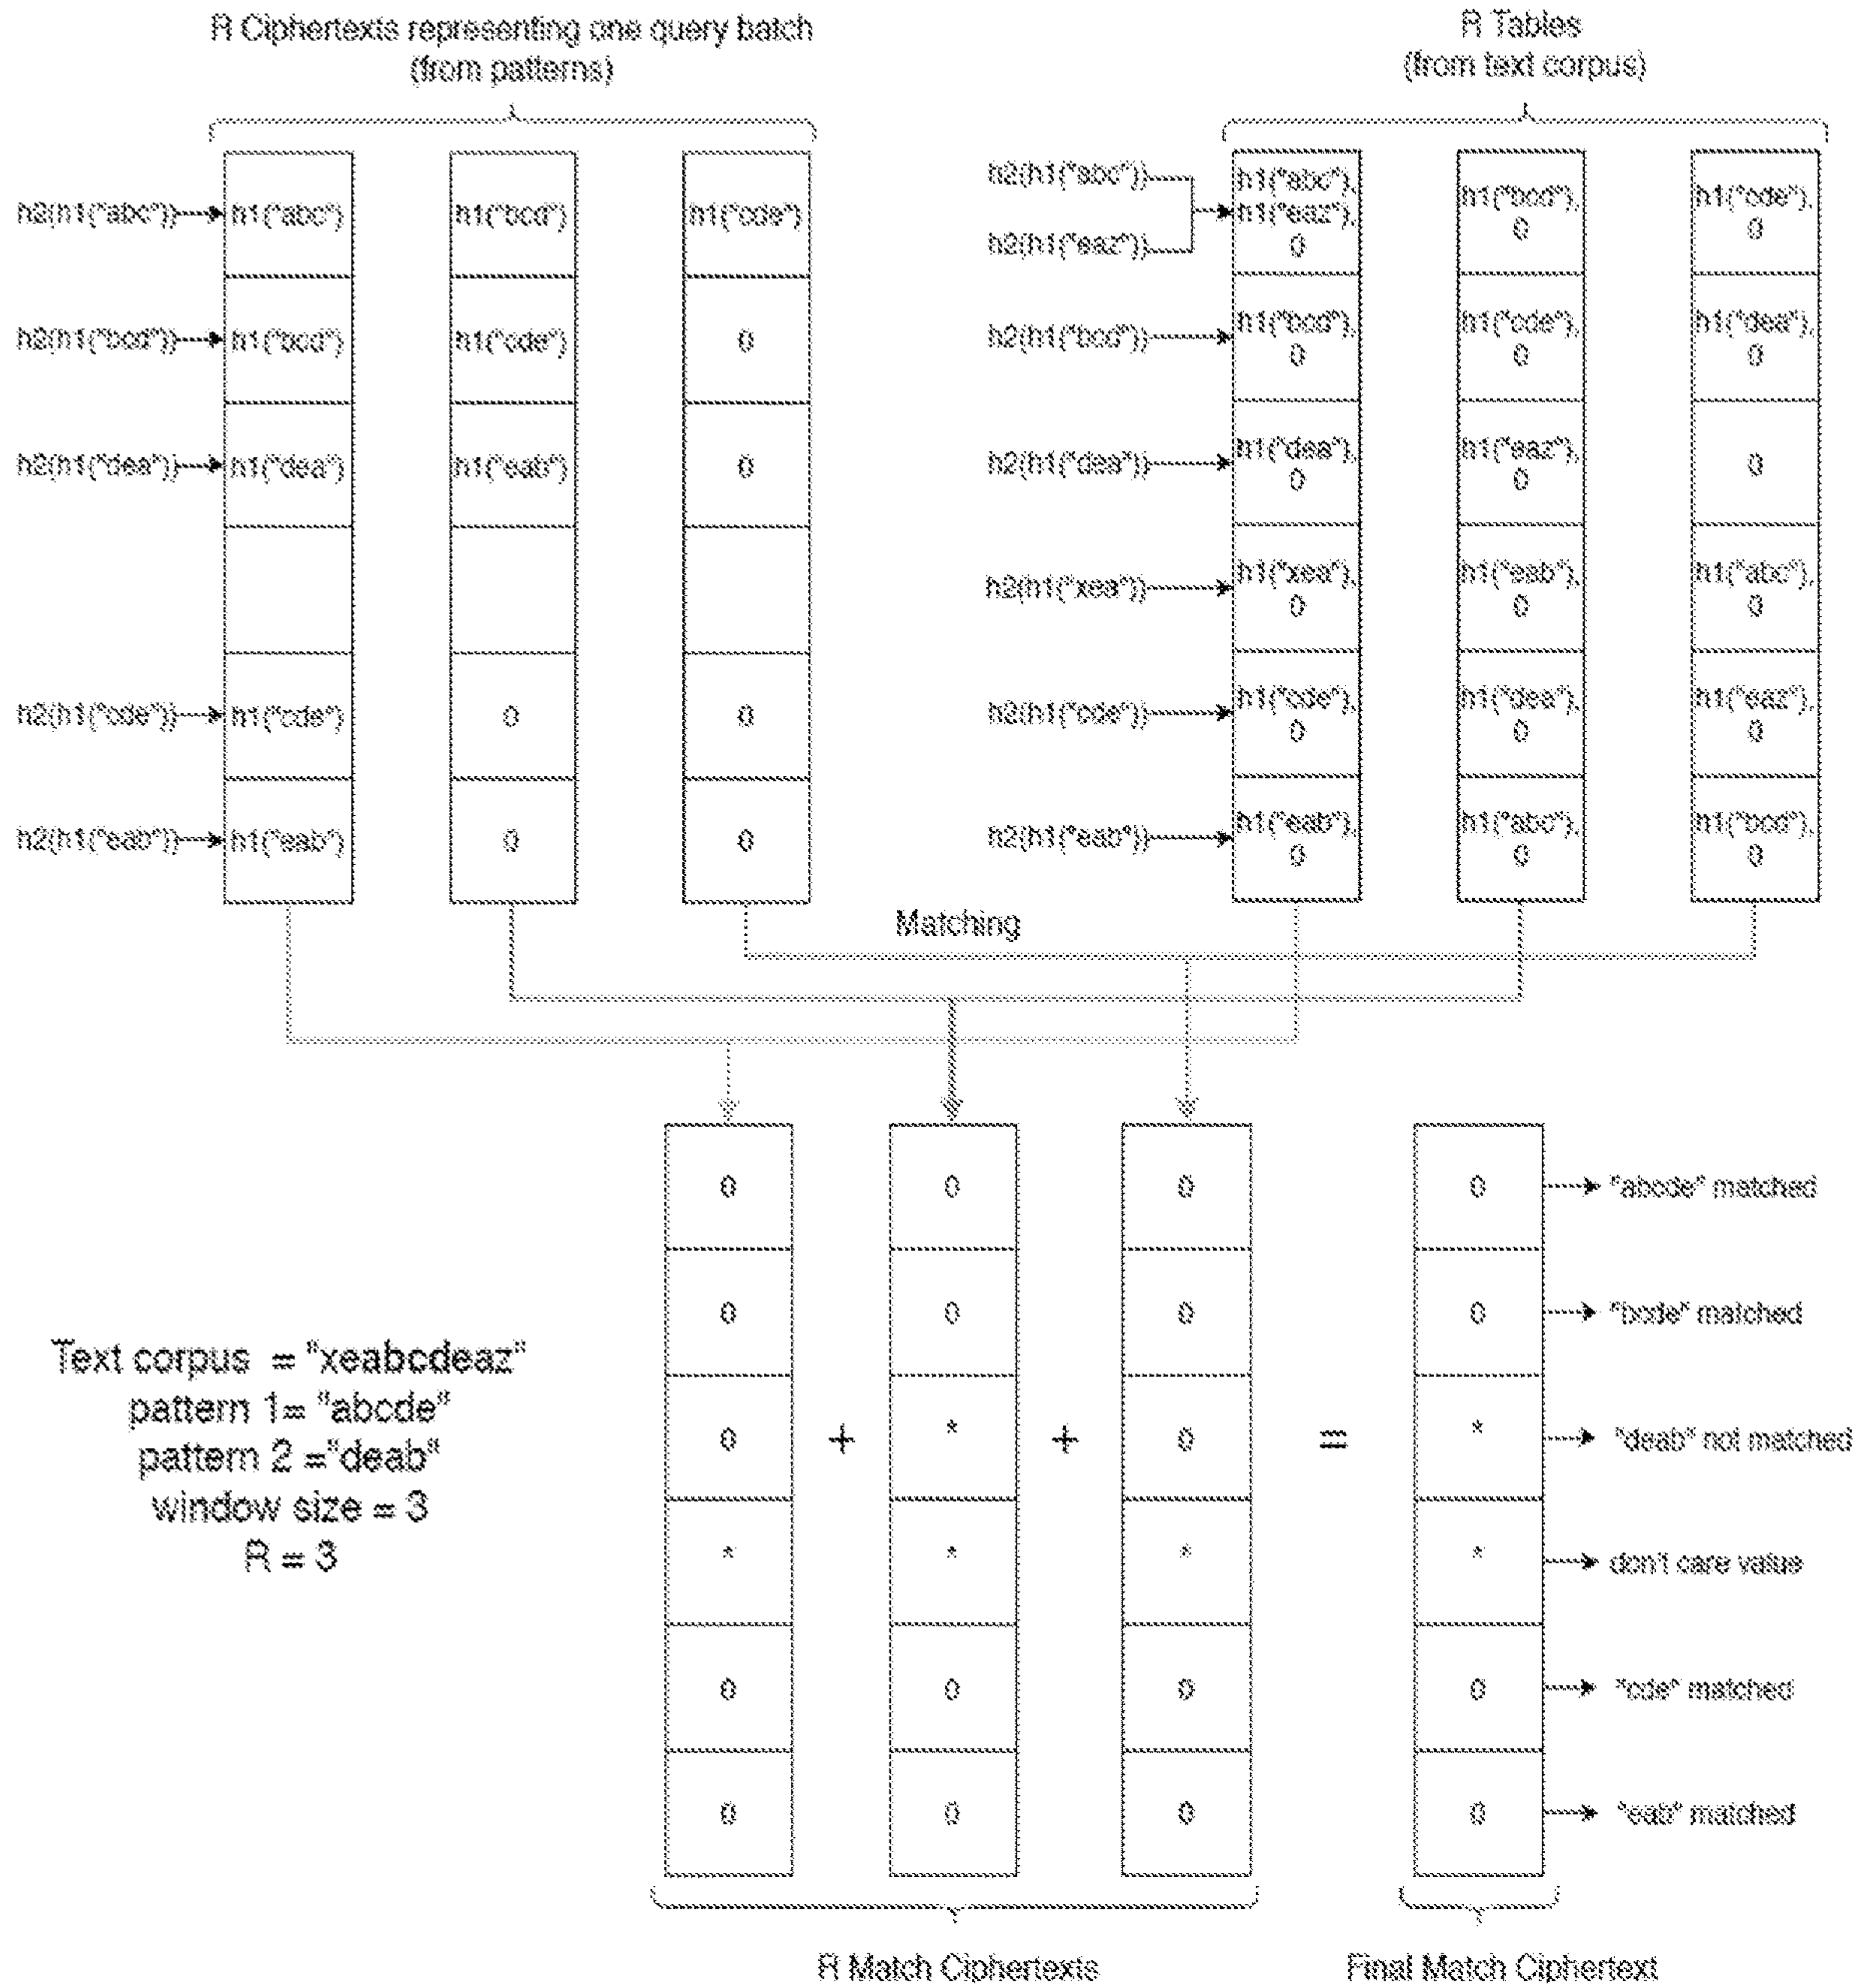 R Ciphertexts representing one query batch
(from patterns)
R Tables
(from text corpus)
h2(h1("abc"))
h1("abc")
h1("bcd")
h1("cde")
h2(h1("bcd"))
h1("bcd")
h1("cde")
0
h2(h1("dea"))
h1("dea")
h1("eab")
0
h2(h1("cde"))
h1("cde")
0
0
h2(h1("eab"))
h1("eab")
0
0
h2(h1("abc"))
h2(h1("eaz"))
h1("abc"),
h1("eaz"),
0
h1("bcd"),
0
h1("cde"),
0
h2(h1("bcd"))
h1("bcd"),
0
h1("cde"),
0
h1("dea"),
0
h2(h1("dea"))
h1("dea"),
0
h1("eaz"),
0
0
h2(h1("xea"))
h1("xea"),
0
h1("eab"),
0
h1("abc"),
0
h2(h1("cde"))
h1("cde"),
0
h1("dea"),
0
h1("eaz"),
0
h2(h1("eab"))
h1("eab"),
0
h1("abc"),
0
h1("bcd"),
0
Matching
0 0 0 0 "abcde" matched
0 0 0 0 "bcde" matched
0 + * + 0 = * "deab" not matched
* * * * don't care value
0 0 0 0 "cde" matched
0 0 0 0 "eab" matched
Text corpus = "xeabcdeaz"
pattern 1= "abcde"
pattern 2 ="deab"
window size = 3
R = 3
R Match Ciphertexts
Final Match Ciphertext